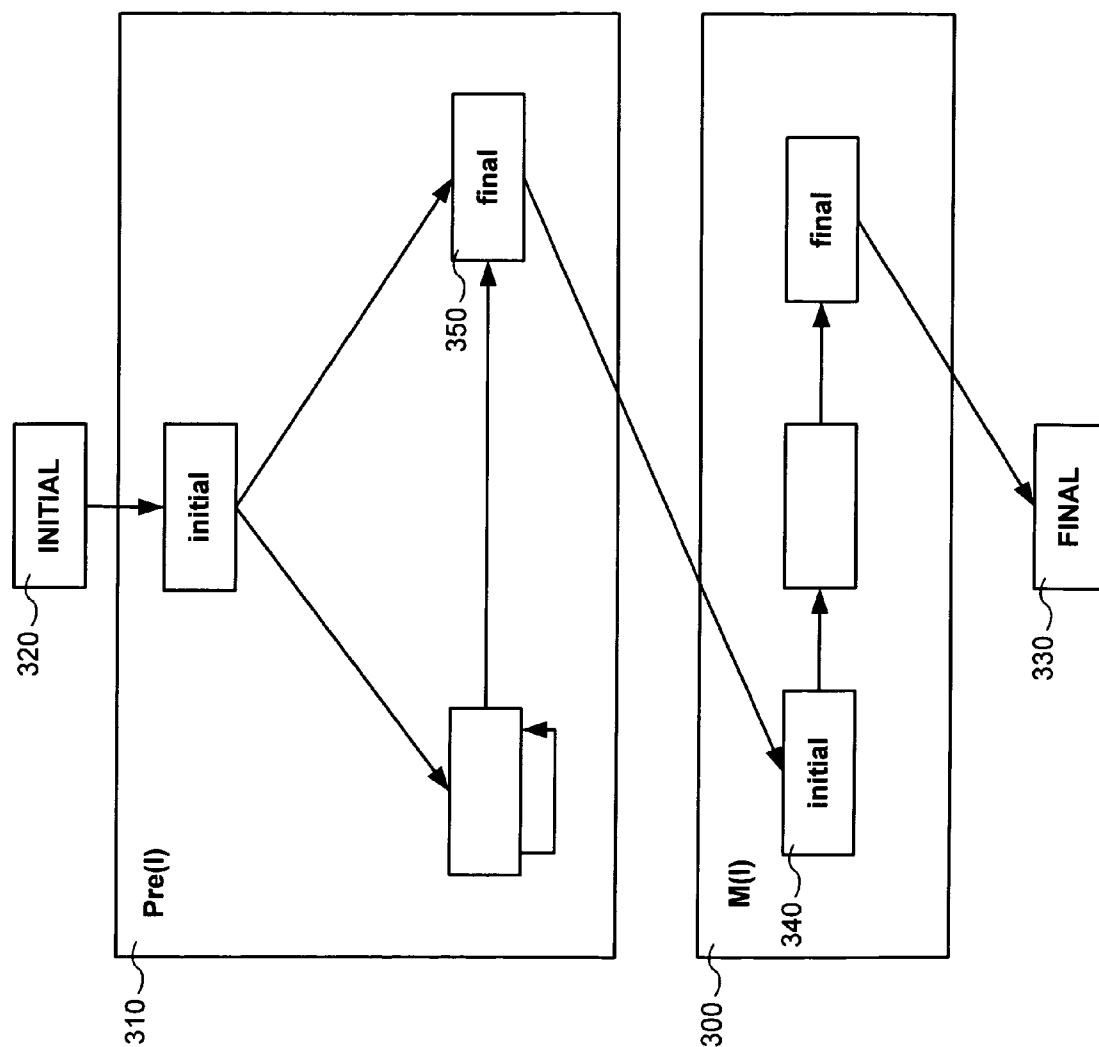 320
INITIAL
310
Pre(I)
initial
350
final
300
M(I)
340
initial
final
330
FINAL